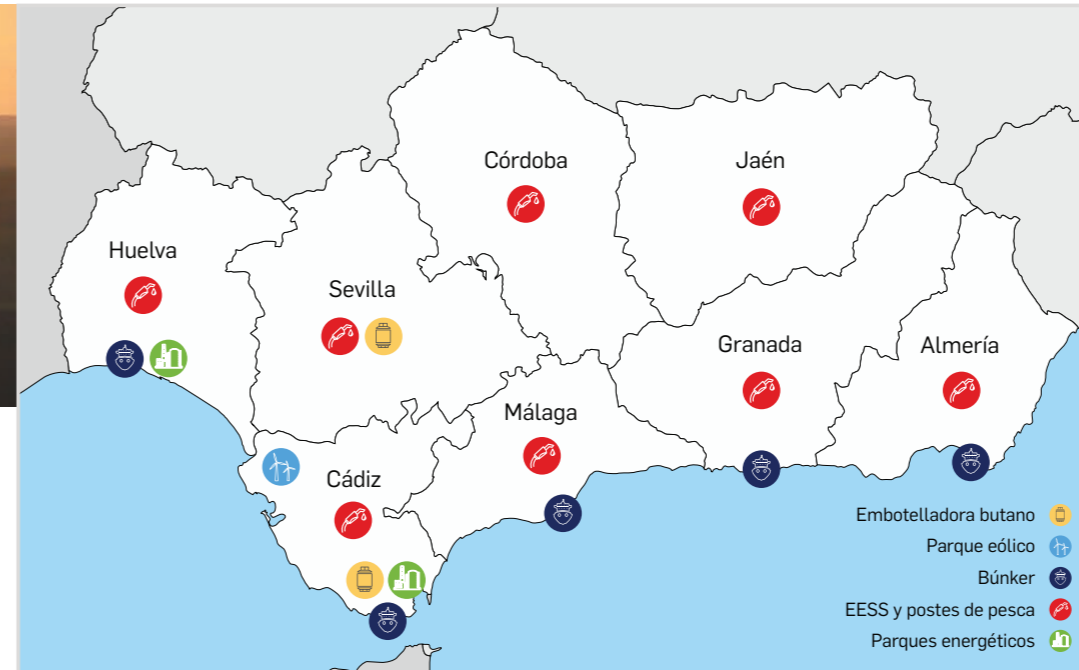 Córdoba
Jaén
Huelva
Sevilla
Granada
Almería
Málaga
Cádiz
Embotelladora butano
Parque eólico
Búnker
EESS y postes de pesca
Parques energéticos